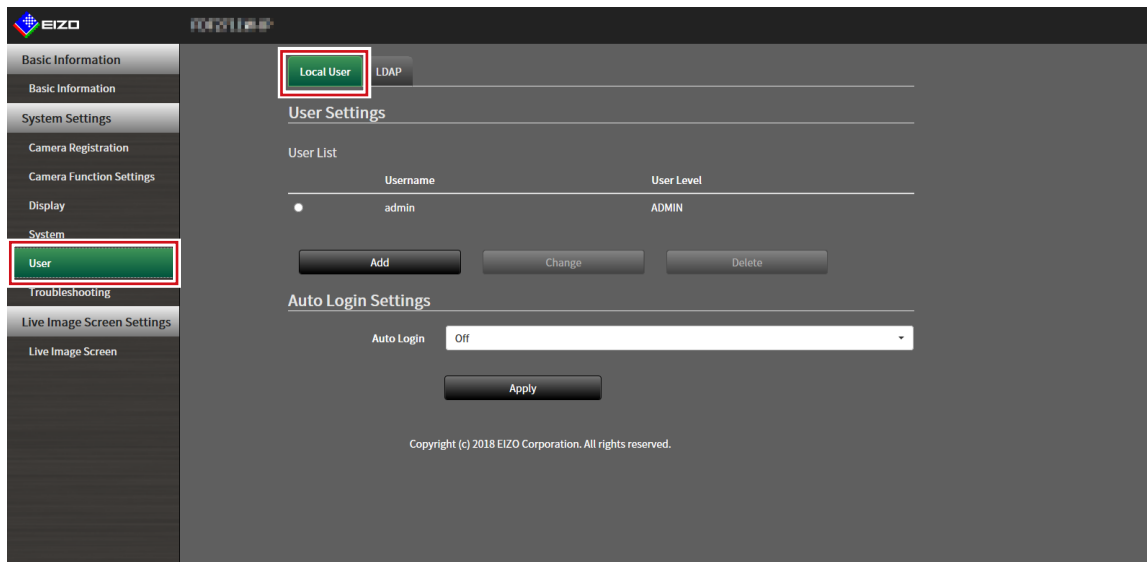 EIZO
Basic Information
Basic Information
System Settings
Camera Registration
Camera Function Settings
Display
System
User
Troubleshooting
Live Image Screen Settings
Live Image Screen
Local User LDAP
User Settings
User List
Username User Level
admin ADMIN
Add Change Delete
Auto Login Settings
Auto Login Off
Apply
Copyright (c) 2018 EIZO Corporation. All rights reserved.